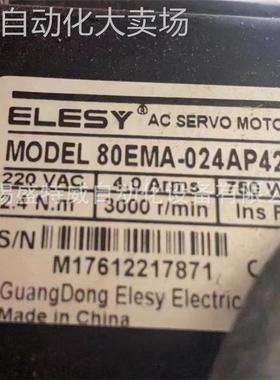 自动化大卖场
ELESY® AC SERVO MOTO
MODEL 80EMA-024AP42
220 VAC 4.0 Arms 750 W
2.4 N.m 3000 r/min Ins
S/N
M17612217871 C
GuangDong Elesy Electric
Made in China